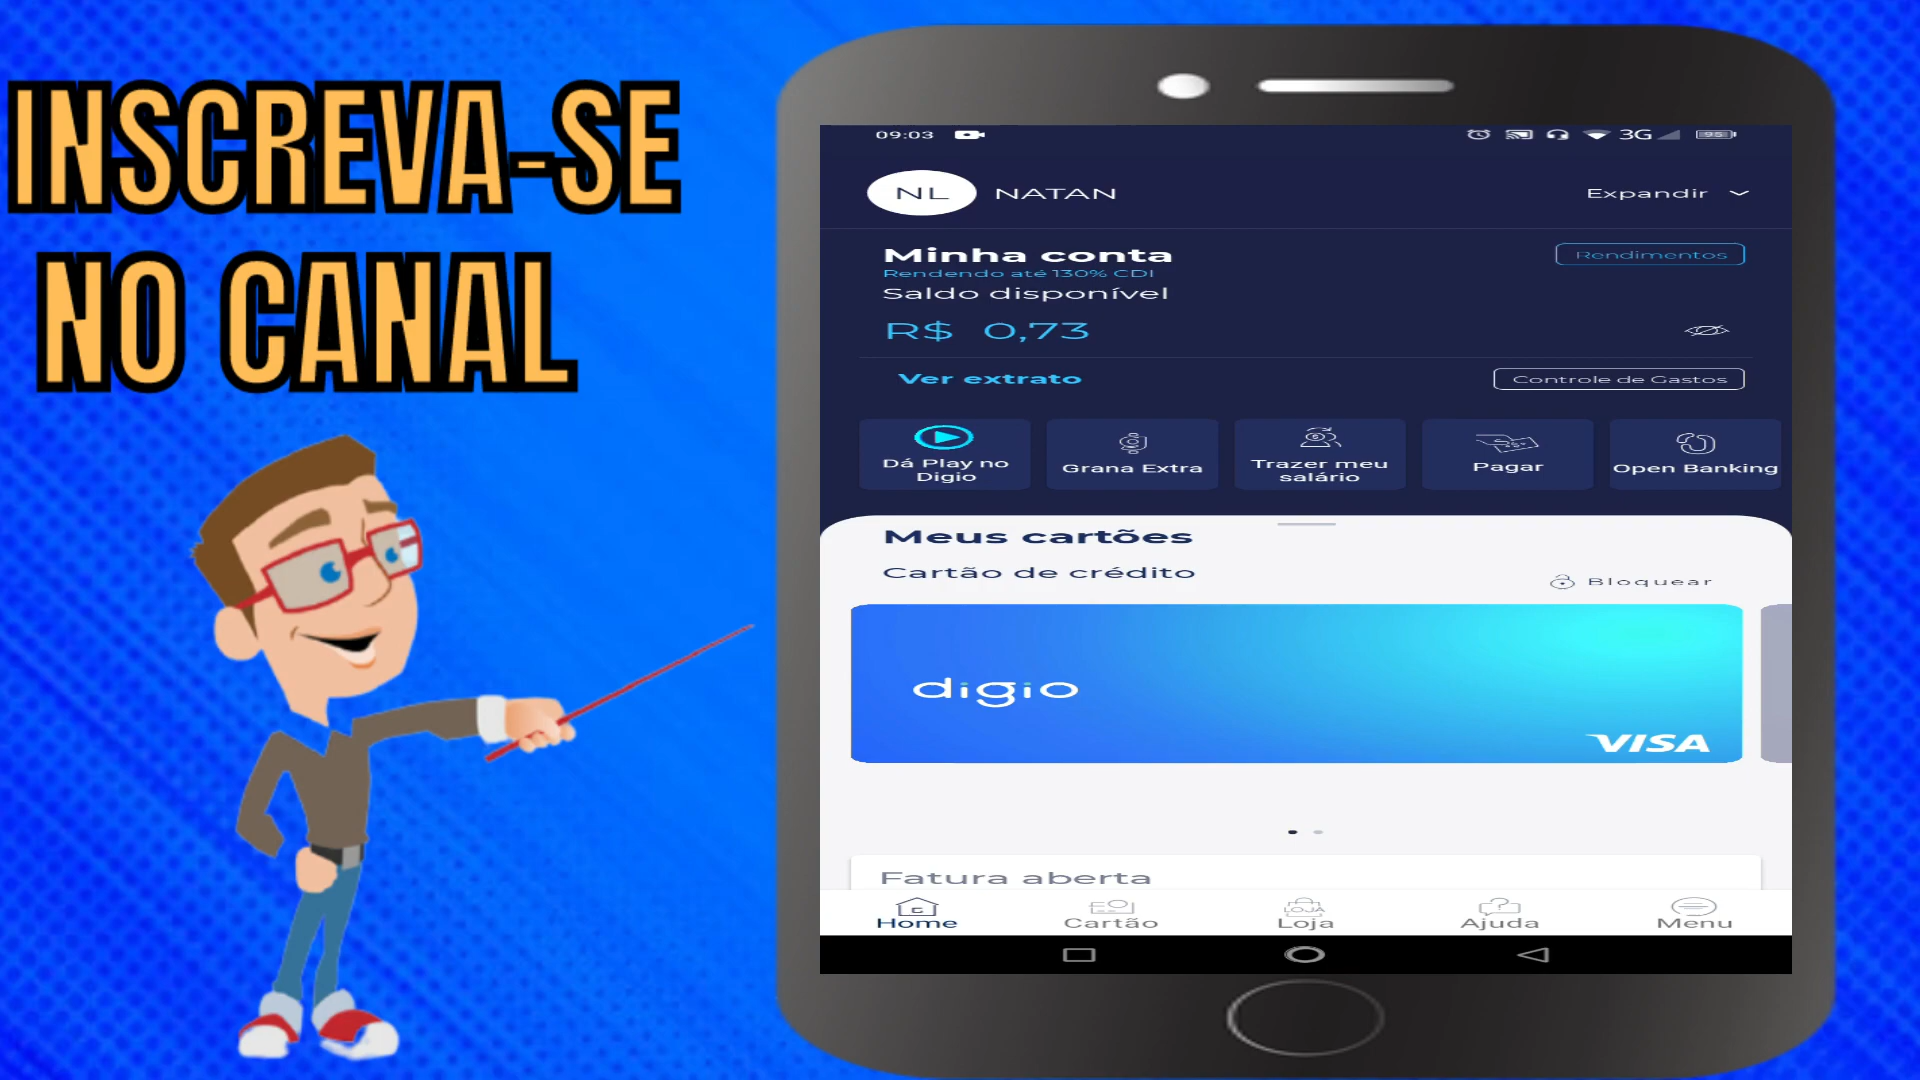 INSCREVA-SE
NO CANAL
09:03
3G
95
NL
NATAN
Expandir
Minha conta
Rendimentos
Rendendo até 130% CDI
Saldo disponível
R$ 0,73
Ver extrato
Controle de Gastos
Dá Play no
Digio
Grana Extra
Trazer meu
salário
Pagar
Open Banking
Meus cartões
Cartão de crédito
Bloquear
digio
VISA
Fatura aberta
LOJA
Home
Cartão
Loja
Ajuda
Menu